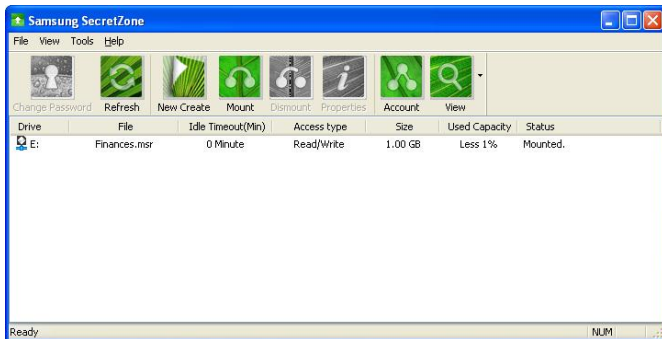 Samsung SecretZone
File View Tools Help
Change Password Refresh New Create Mount Dismount Properties Account View
Drive File Idle Timeout(Min) Access type Size Used Capacity Status
E: Finances.msr 0 Minute Read/Write 1.00 GB Less 1% Mounted.
Ready NUM